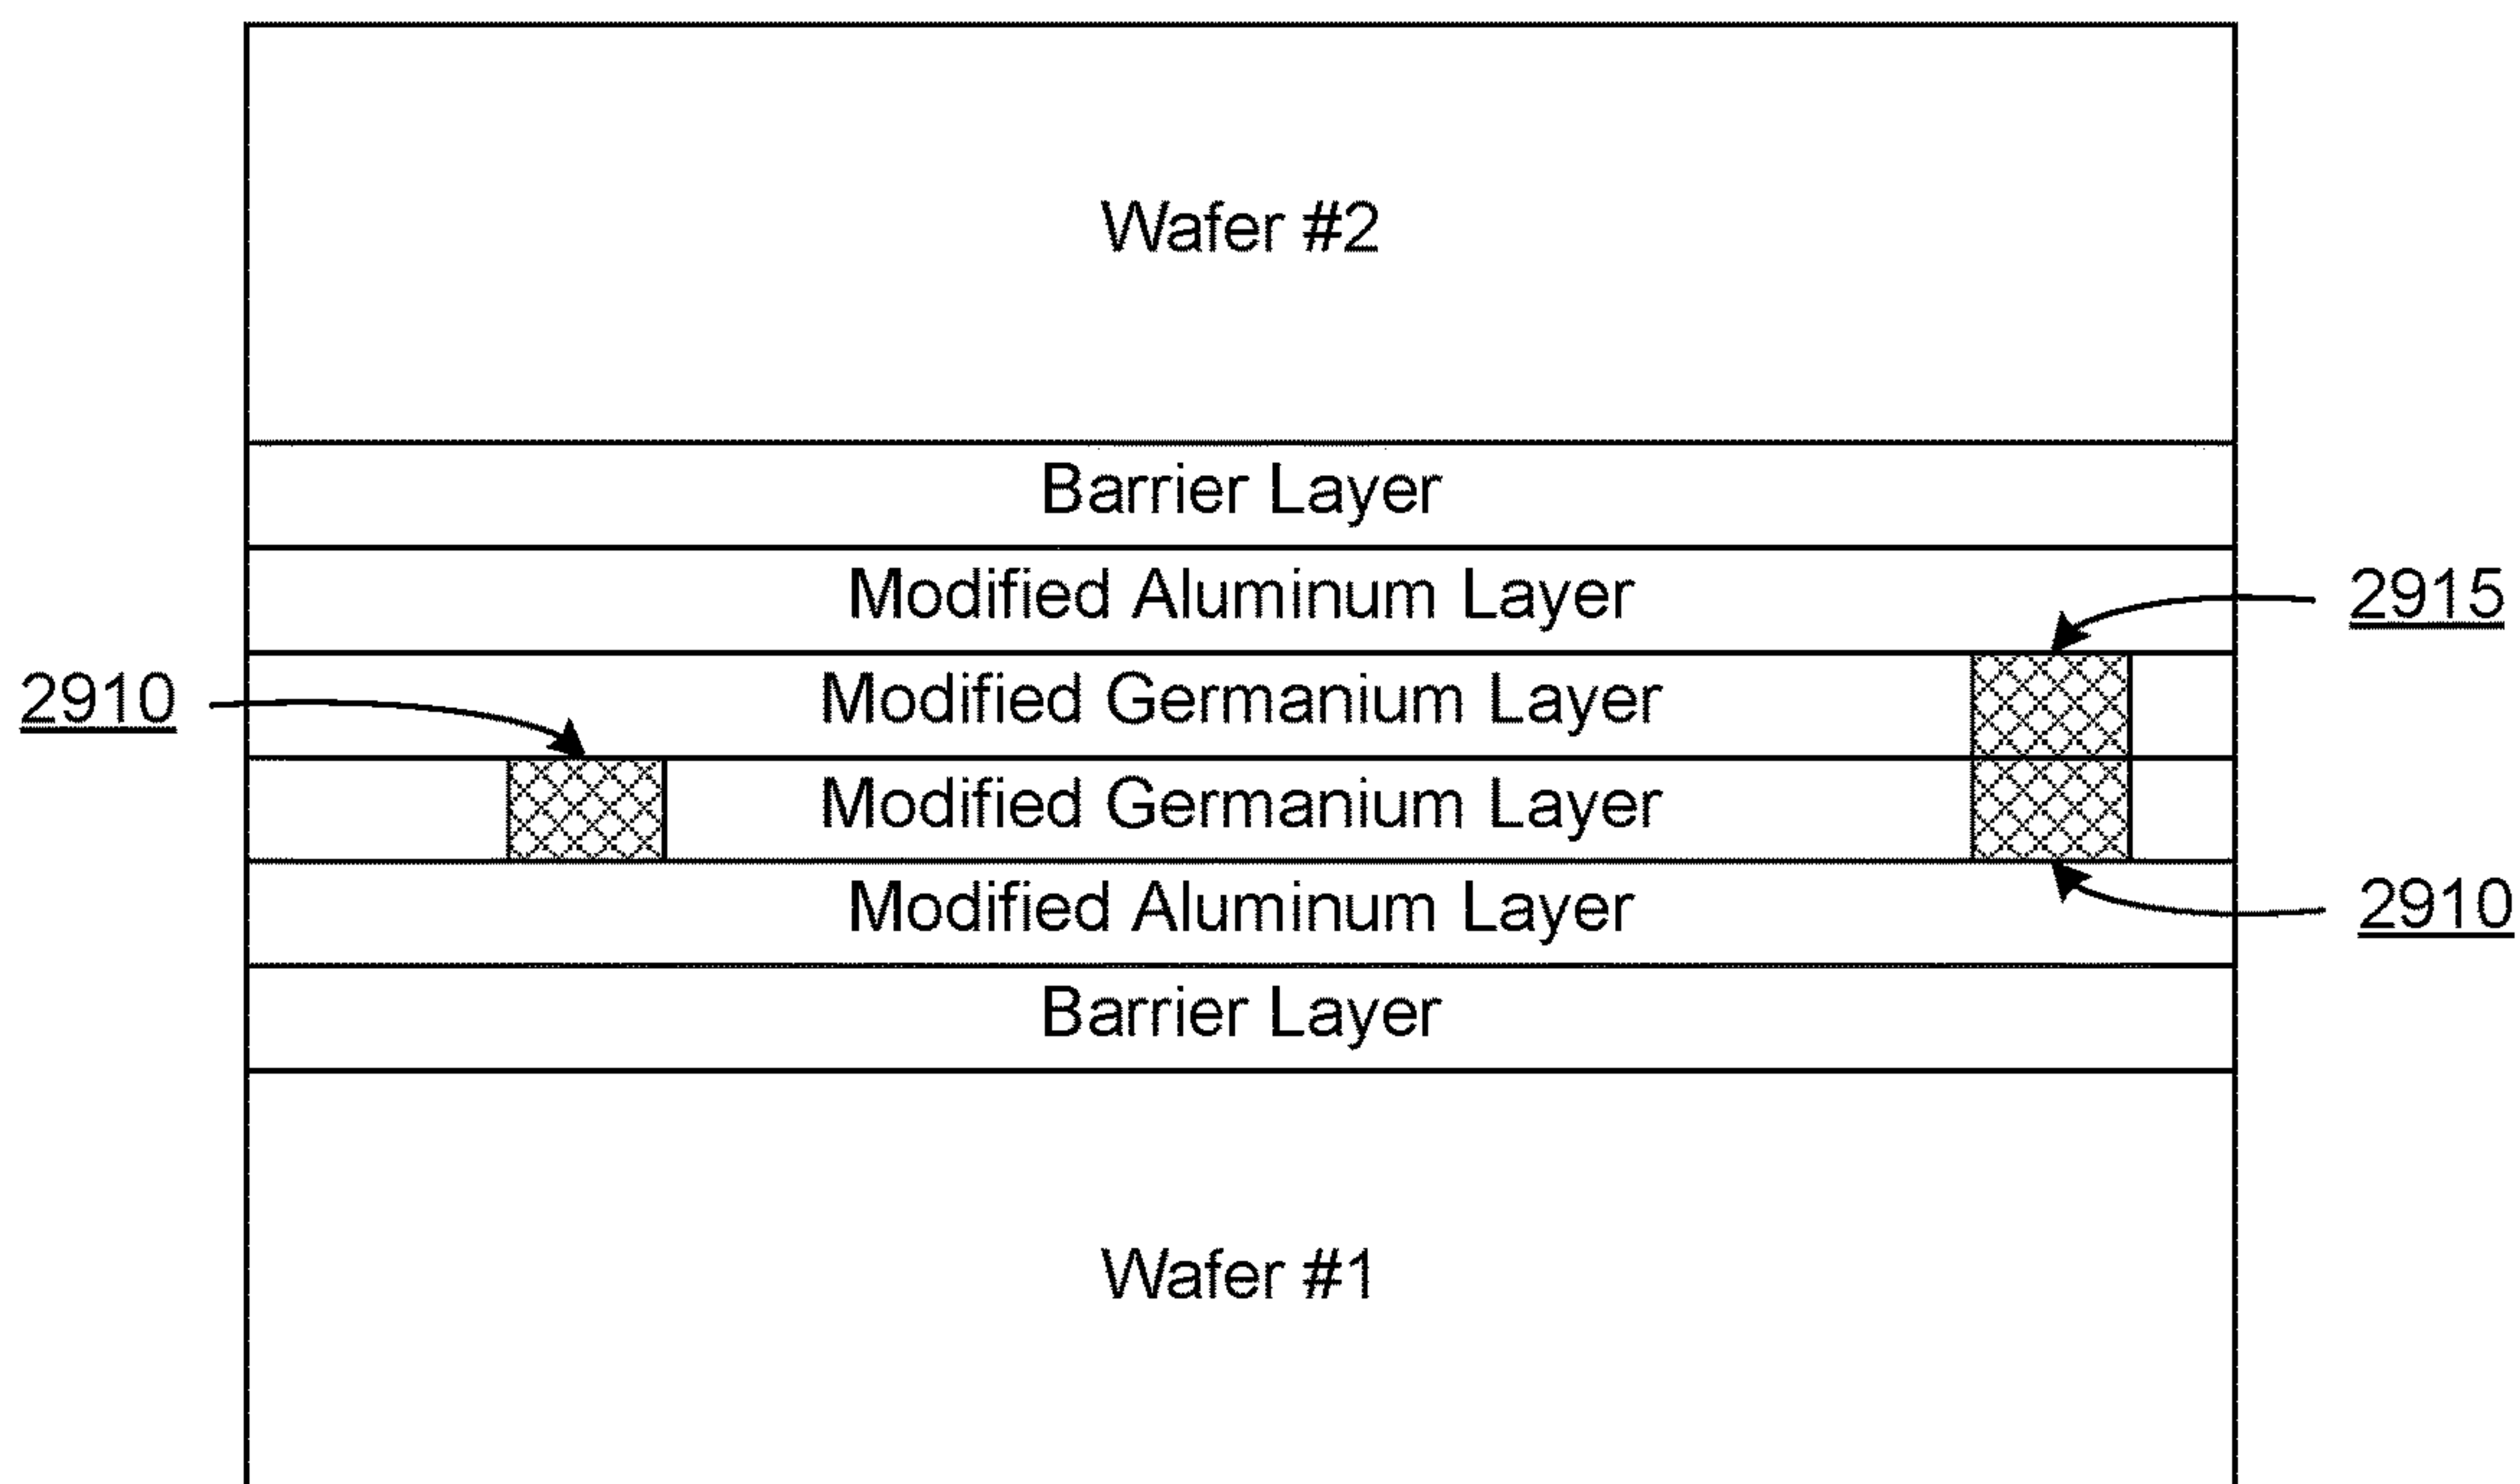 Wafer #2
Barrier Layer
Modified Aluminum Layer
2915
Modified Germanium Layer
2910
Modified Germanium Layer
Modified Aluminum Layer
2910
Barrier Layer
Wafer #1